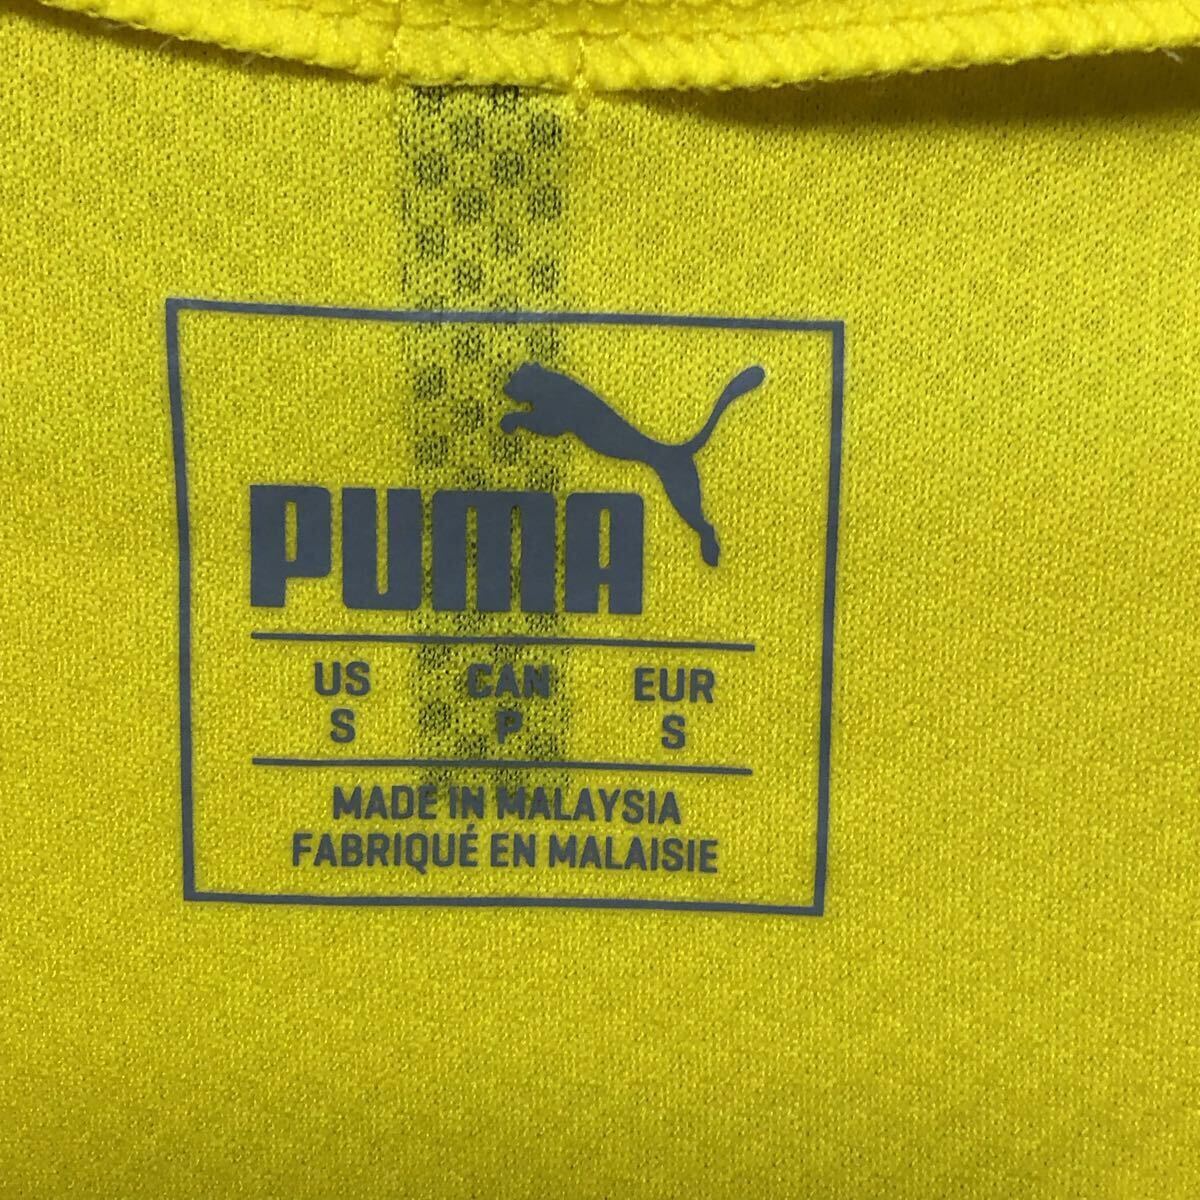 PUMA
US CAN EUR
S P S
MADE IN MALAYSIA
FABRIQUÉ EN MALAISIE